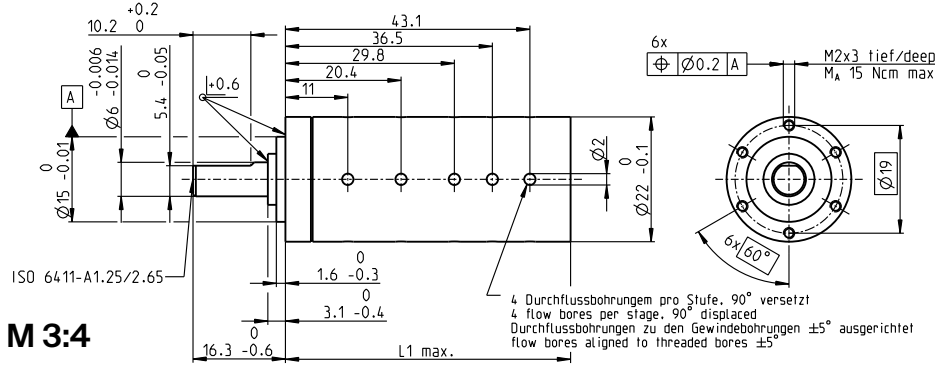 +0.2
10.2 0
-0.006
Ø6 -0.014
0
5.4 -0.05
+0.6
A
0
Ø15 -0.01
43.1
36.5
29.8
20.4
11
Ø2
0
Ø22 -0.1
6x
⌖ Ø0.2 A
M2x3 tief/deep
MA 15 Ncm max
Ø19
6x 60°
ISO 6411-A1.25/2.65
0
1.6 -0.3
0
3.1 -0.4
0
16.3 -0.6
L1 max.
4 Durchflussbohrungem pro Stufe. 90° versetzt
4 flow bores per stage. 90° displaced
Durchflussbohrungen zu den Gewindebohrungen ±5° ausgerichtet
flow bores aligned to threaded bores ±5°
M 3:4